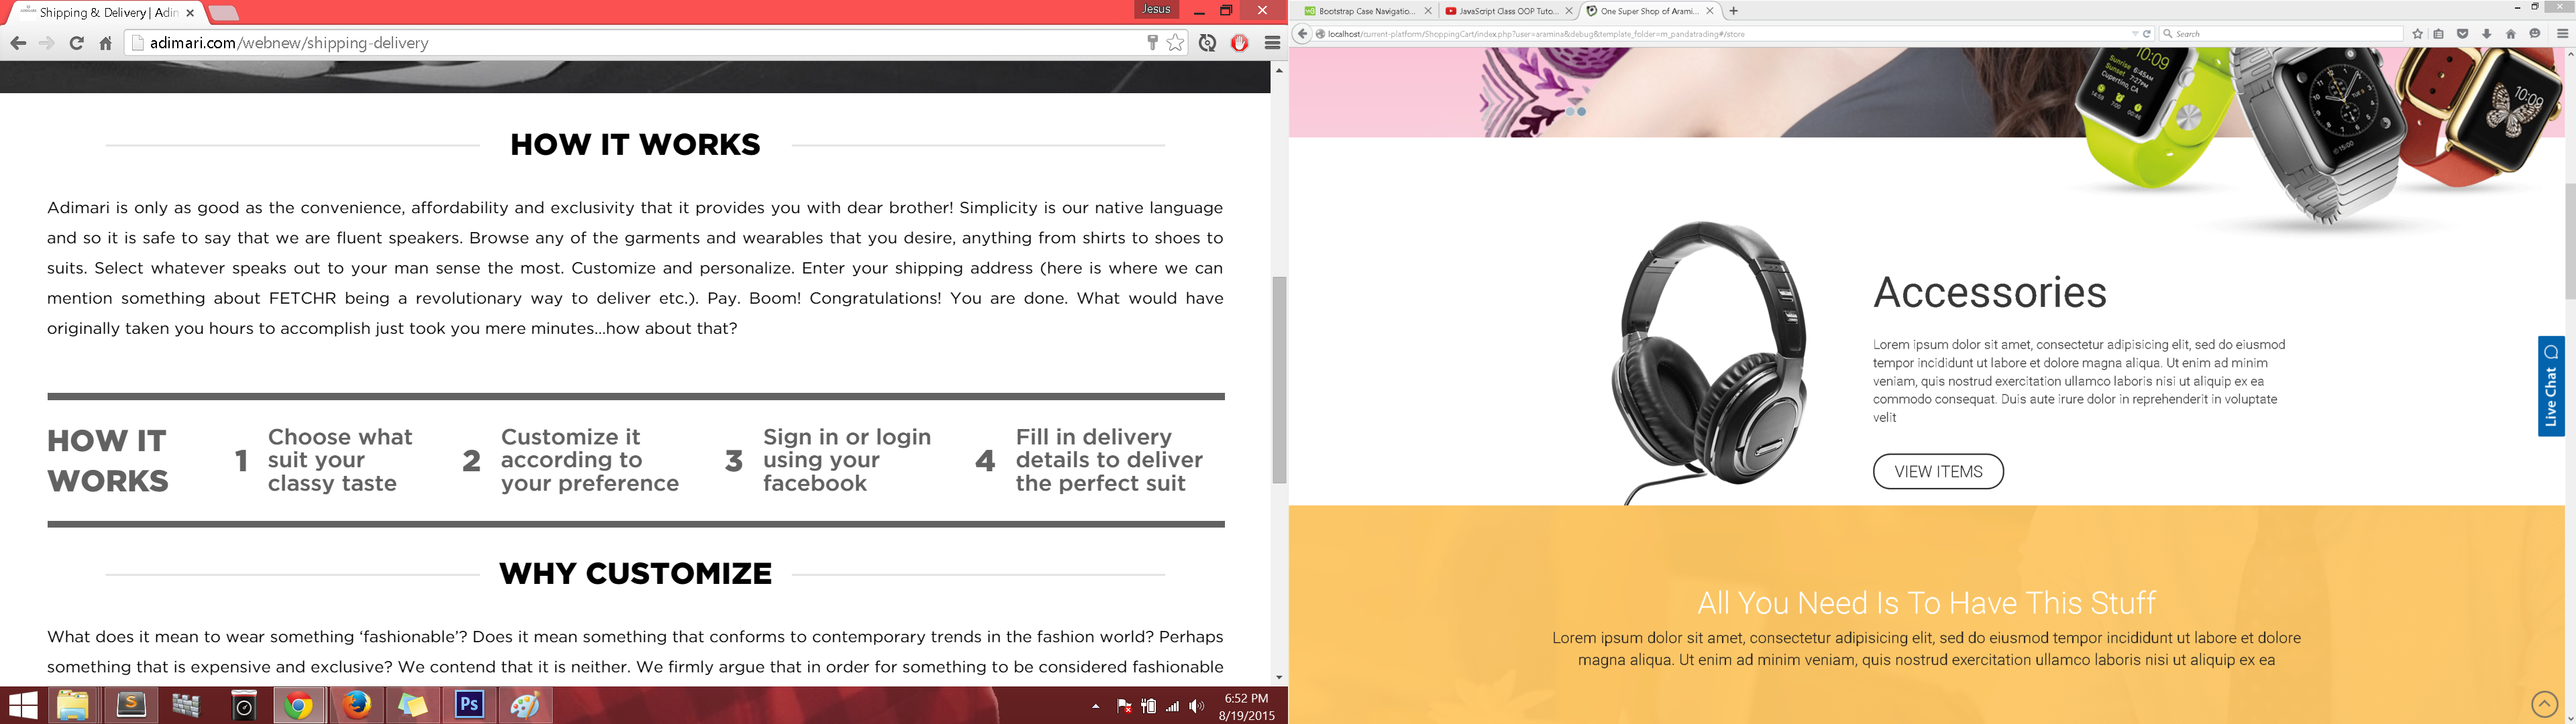 Shipping & Delivery | Adim
Jesus
adimari.com/webnew/shipping-delivery
HOW IT WORKS
Adimari is only as good as the convenience, affordability and exclusivity that it provides you with dear brother! Simplicity is our native language
and so it is safe to say that we are fluent speakers. Browse any of the garments and wearables that you desire, anything from shirts to shoes to
suits. Select whatever speaks out to your man sense the most. Customize and personalize. Enter your shipping address (here is where we can
mention something about FETCHR being a revolutionary way to deliver etc.). Pay. Boom! Congratulations! You are done. What would have
originally taken you hours to accomplish just took you mere minutes...how about that?
HOW IT
WORKS
1
Choose what
suit your
classy taste
2
Customize it
according to
your preference
3
Sign in or login
using your
facebook
4
Fill in delivery
details to deliver
the perfect suit
WHY CUSTOMIZE
What does it mean to wear something ‘fashionable’? Does it mean something that conforms to contemporary trends in the fashion world? Perhaps
something that is expensive and exclusive? We contend that it is neither. We firmly argue that in order for something to be considered fashionable
S
Ps
6:52 PM
8/19/2015
Bootstrap Case Navigatio...
JavaScript Class OOP Tuto...
One Super Shop of Arami...
localhost/current-platform/ShoppingCart/index.php?user=aramina&debug&template_folder=m_pandatrading#/store
Search
10:09
Sunrise 6:45AM
Sunset 7:27PM
Cupertino, CA
10:09
Accessories
Lorem ipsum dolor sit amet, consectetur adipisicing elit, sed do eiusmod
tempor incididunt ut labore et dolore magna aliqua. Ut enim ad minim
veniam, quis nostrud exercitation ullamco laboris nisi ut aliquip ex ea
commodo consequat. Duis aute irure dolor in reprehenderit in voluptate
velit
VIEW ITEMS
Live Chat
All You Need Is To Have This Stuff
Lorem ipsum dolor sit amet, consectetur adipisicing elit, sed do eiusmod tempor incididunt ut labore et dolore
magna aliqua. Ut enim ad minim veniam, quis nostrud exercitation ullamco laboris nisi ut aliquip ex ea